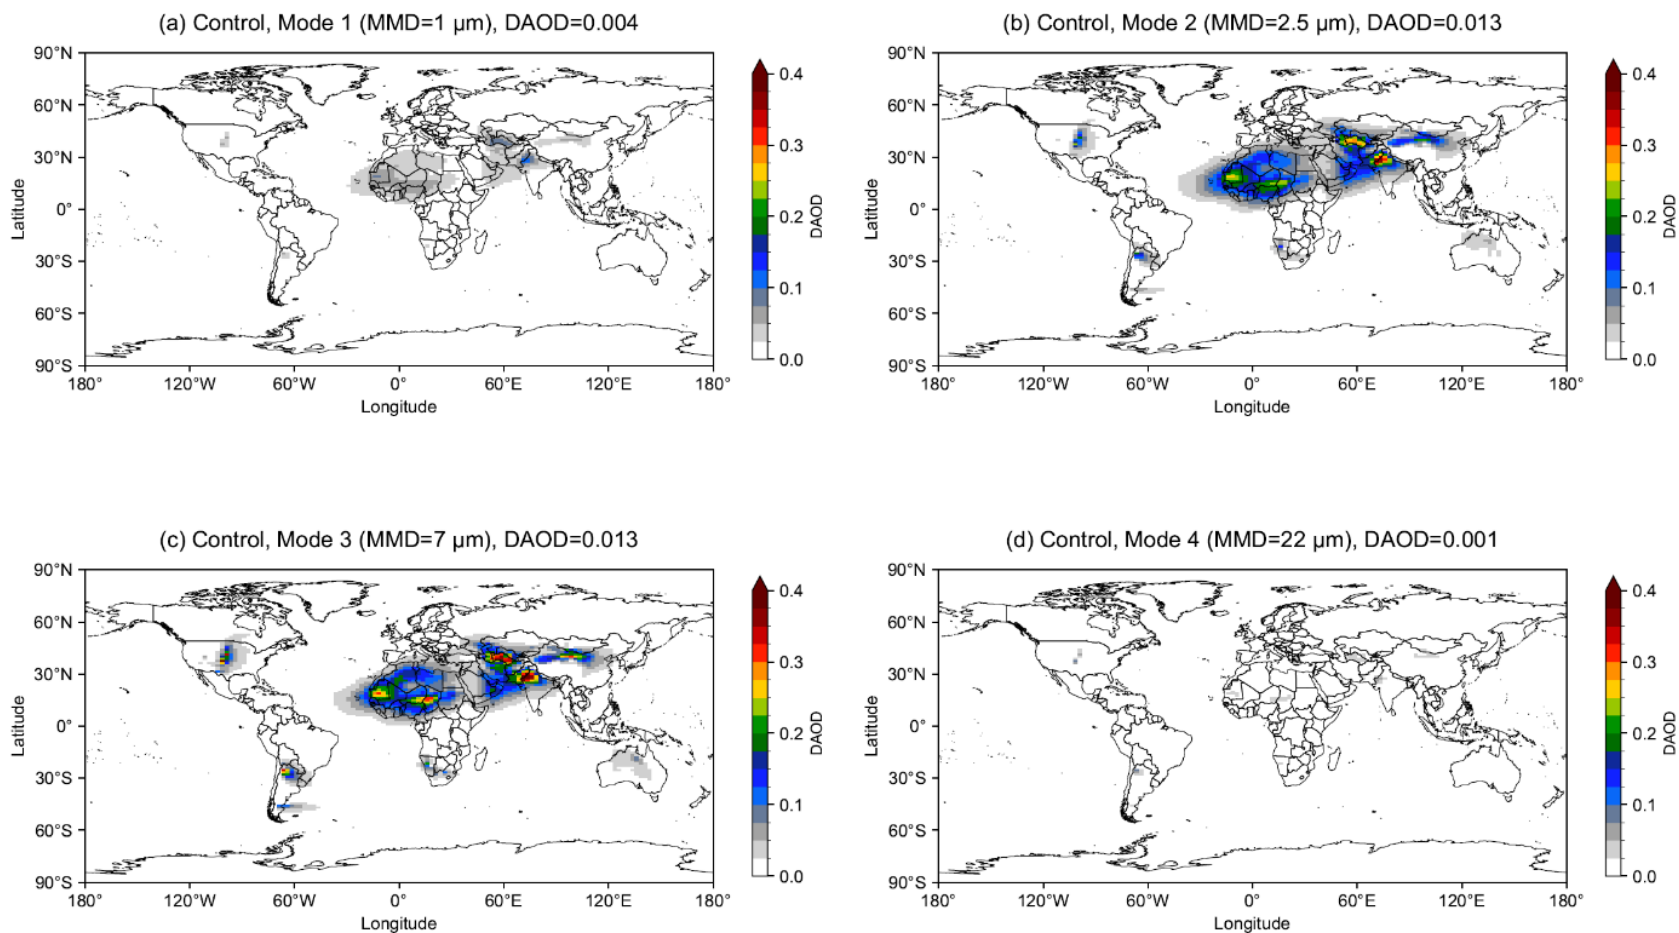 (a) Control, Mode 1 (MMD=1 μm), DAOD=0.004
90°N
60°N
30°N
0°
30°S
60°S
90°S
Latitude
180° 120°W 60°W 0° 60°E 120°E 180°
Longitude
0.4
0.3
0.2
0.1
0.0
DAOD
(b) Control, Mode 2 (MMD=2.5 μm), DAOD=0.013
90°N
60°N
30°N
0°
30°S
60°S
90°S
Latitude
180° 120°W 60°W 0° 60°E 120°E 180°
Longitude
0.4
0.3
0.2
0.1
0.0
DAOD
(c) Control, Mode 3 (MMD=7 μm), DAOD=0.013
90°N
60°N
30°N
0°
30°S
60°S
90°S
Latitude
180° 120°W 60°W 0° 60°E 120°E 180°
Longitude
0.4
0.3
0.2
0.1
0.0
DAOD
(d) Control, Mode 4 (MMD=22 μm), DAOD=0.001
90°N
60°N
30°N
0°
30°S
60°S
90°S
Latitude
180° 120°W 60°W 0° 60°E 120°E 180°
Longitude
0.4
0.3
0.2
0.1
0.0
DAOD